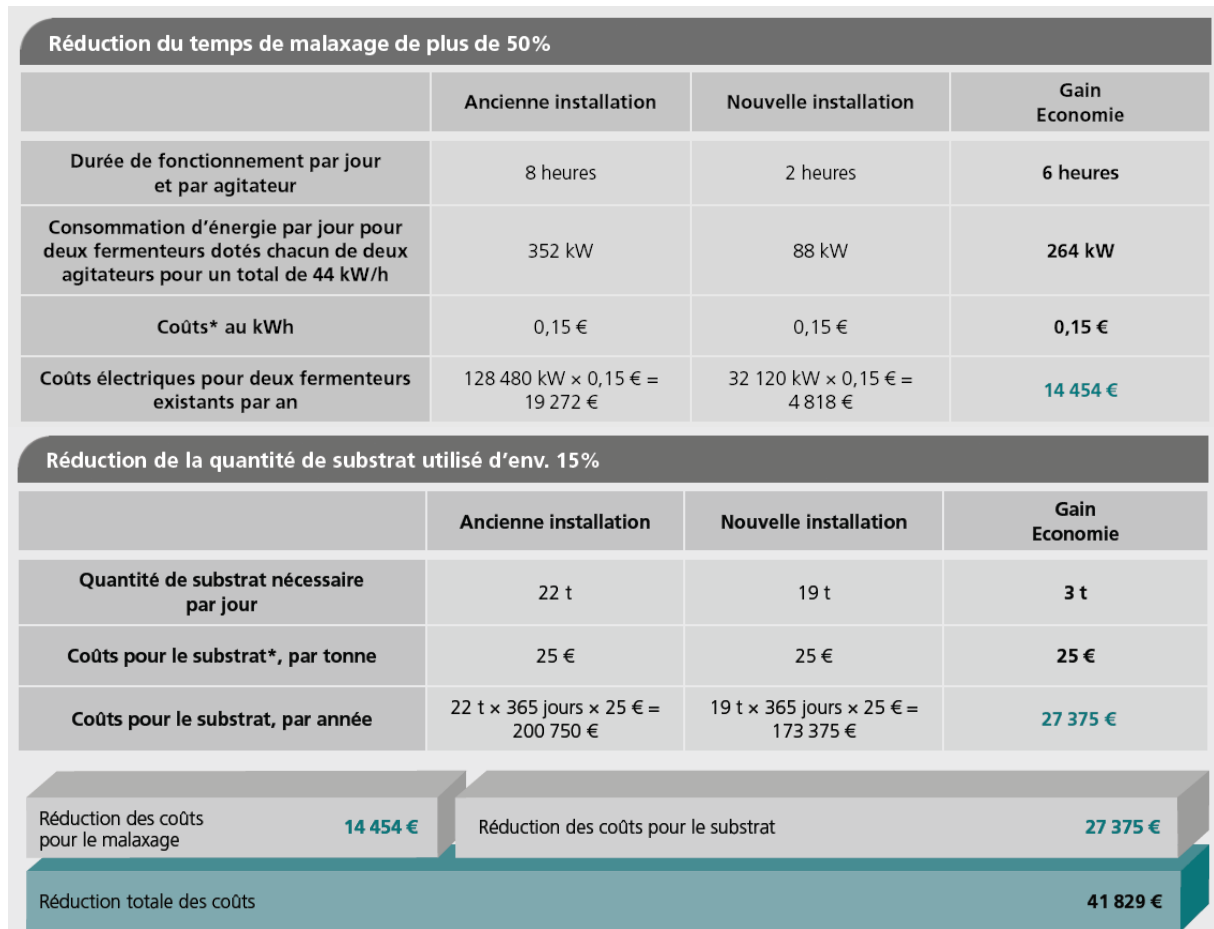 Réduction du temps de malaxage de plus de 50%
Ancienne installation
Nouvelle installation
Gain
Economie
Durée de fonctionnement par jour
et par agitateur
8 heures
2 heures
6 heures
Consommation d’énergie par jour pour
deux fermenteurs dotés chacun de deux
agitateurs pour un total de 44 kW/h
352 kW
88 kW
264 kW
Coûts* au kWh
0,15 €
0,15 €
0,15 €
Coûts électriques pour deux fermenteurs
existants par an
128 480 kW × 0,15 € =
19 272 €
32 120 kW × 0,15 € =
4 818 €
14 454 €
Réduction de la quantité de substrat utilisé d’env. 15%
Ancienne installation
Nouvelle installation
Gain
Economie
Quantité de substrat nécessaire
par jour
22 t
19 t
3 t
Coûts pour le substrat*, par tonne
25 €
25 €
25 €
Coûts pour le substrat, par année
22 t × 365 jours × 25 € =
200 750 €
19 t × 365 jours × 25 € =
173 375 €
27 375 €
Réduction des coûts
pour le malaxage
14 454 €
Réduction des coûts pour le substrat
27 375 €
Réduction totale des coûts
41 829 €